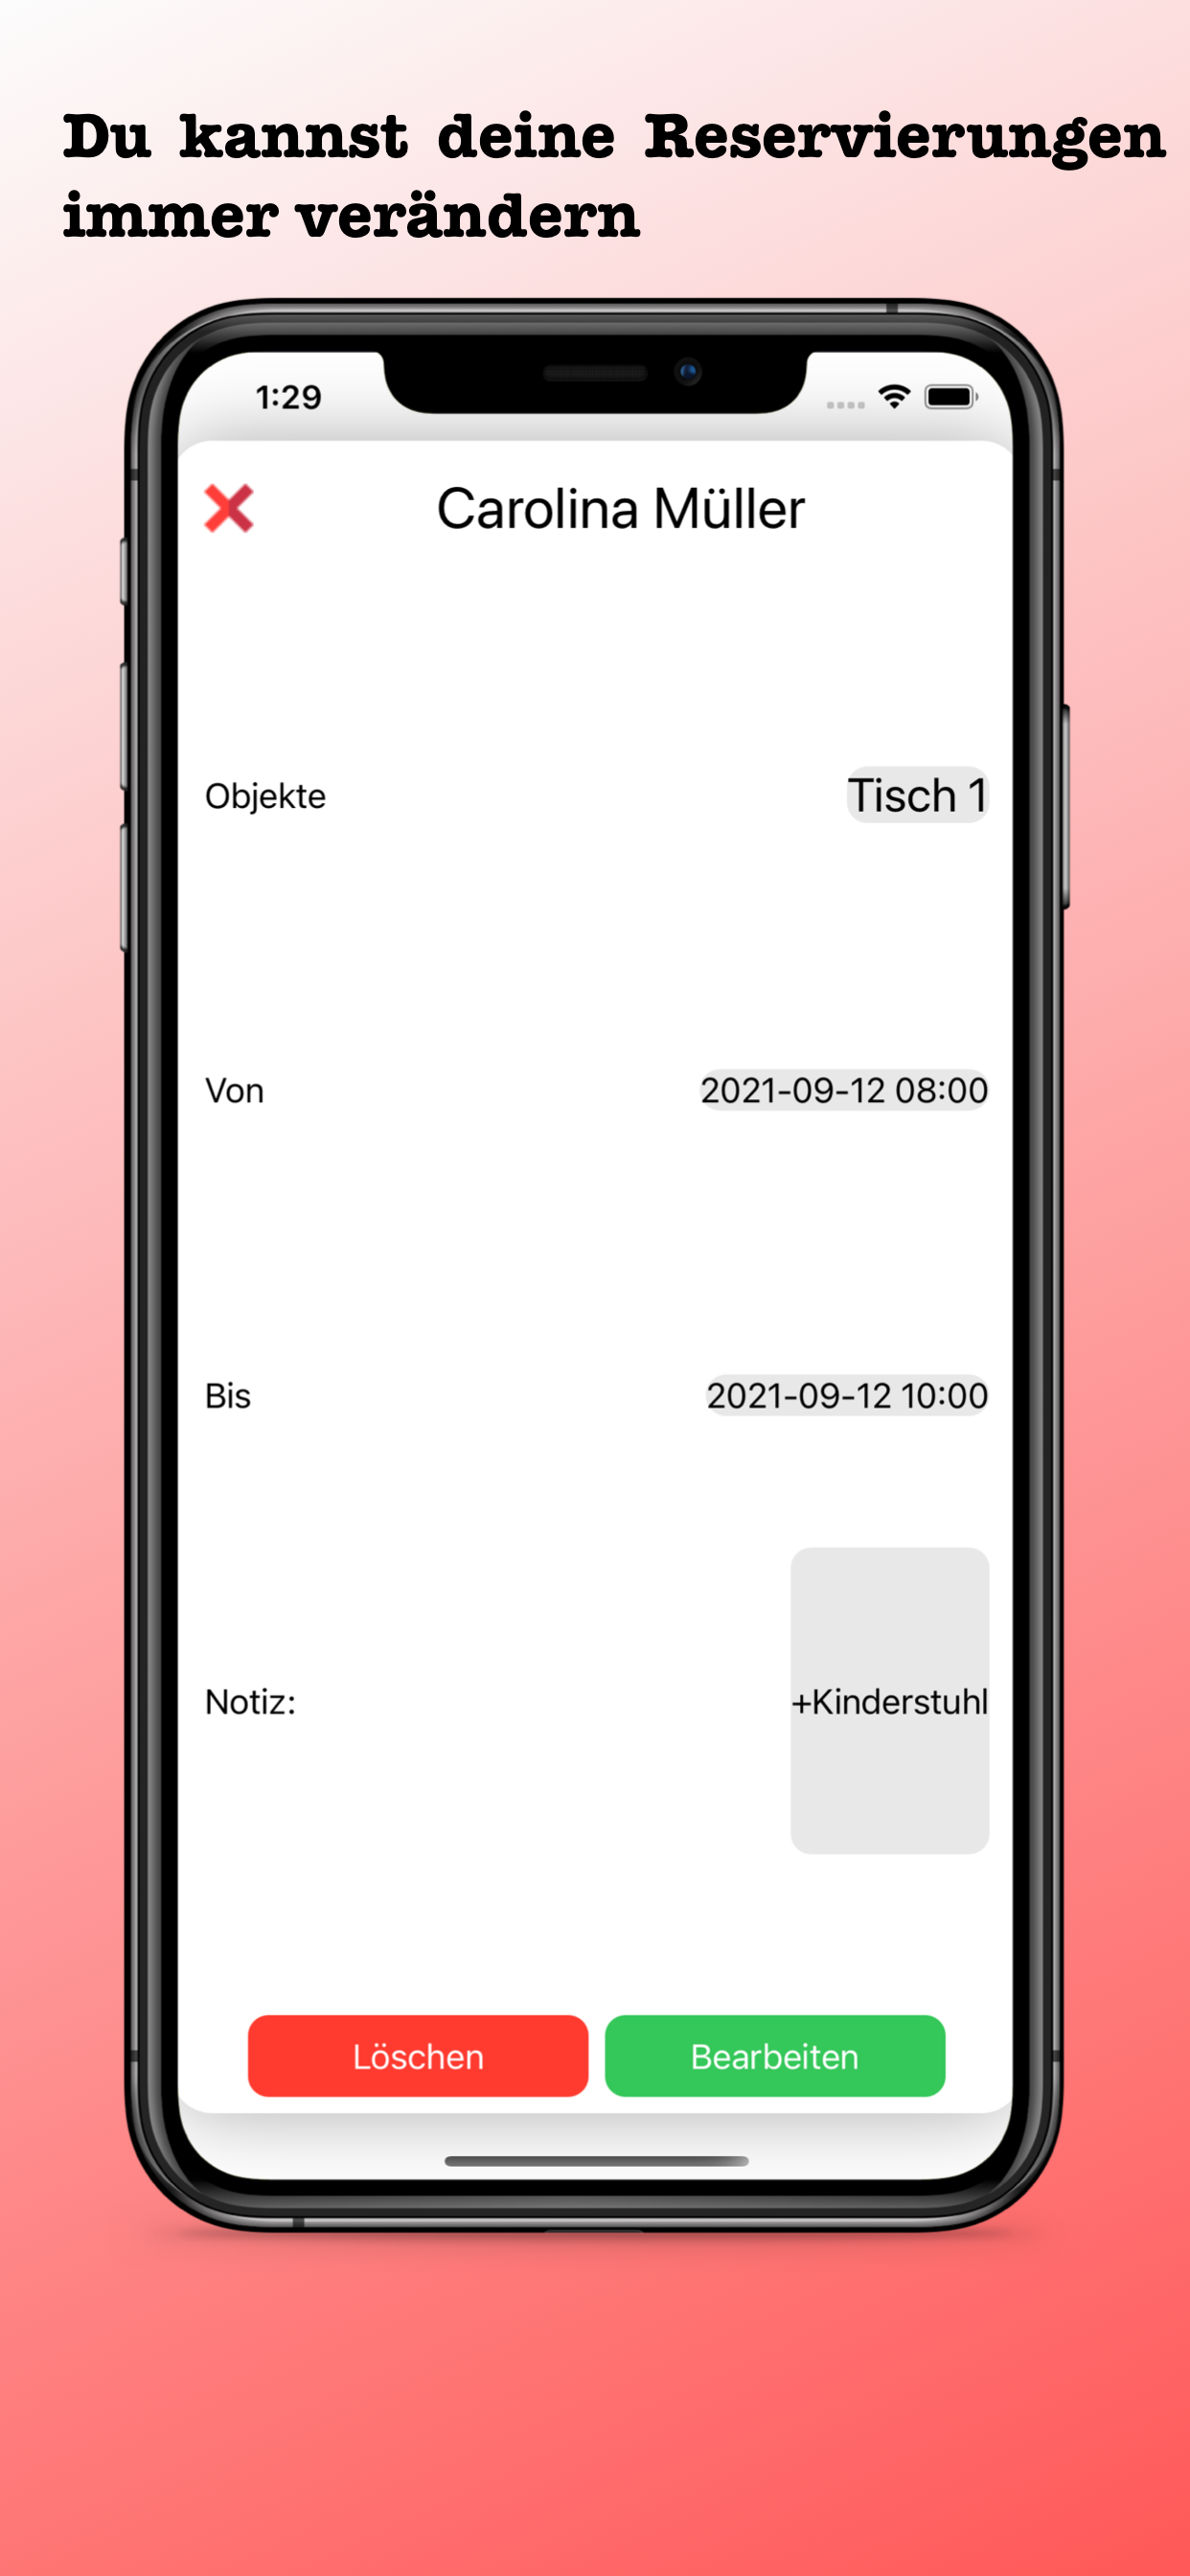 Du kannst deine Reservierungen
immer verändern
1:29
Carolina Müller
Objekte Tisch 1
Von 2021-09-12 08:00
Bis 2021-09-12 10:00
Notiz: +Kinderstuhl
Löschen Bearbeiten